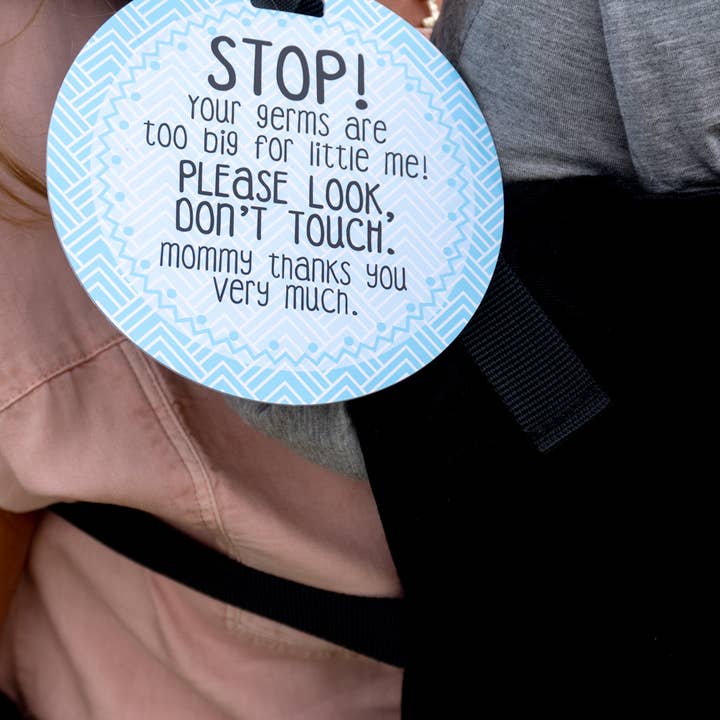 STOP!
Your germs are
too big for little me!
PLEASE LOOK,
DON'T TOUCH.
mommy thanks you
very much.